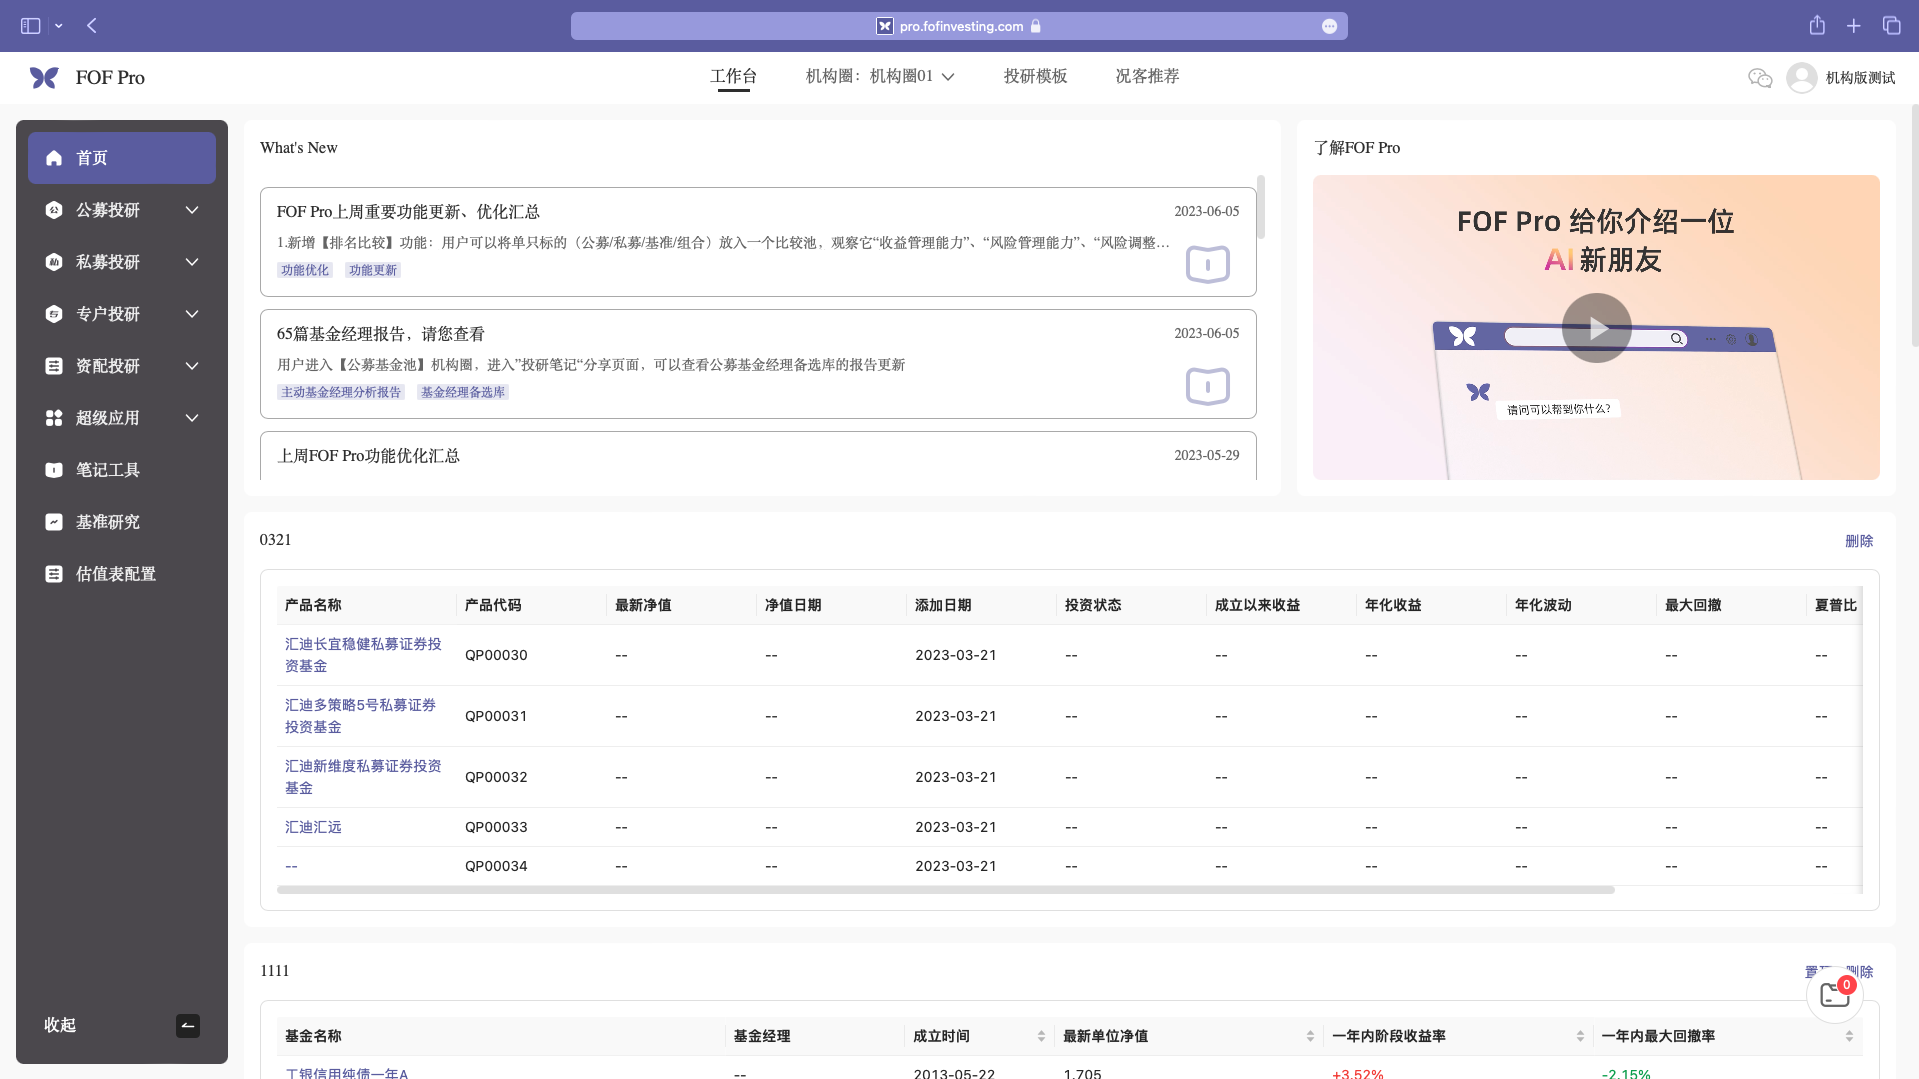 pro.fofinvesting.com
FOF Pro
工作台
机构圈：机构圈01
投研模板
况客推荐
机构版测试
首页
公募投研
私募投研
专户投研
资配投研
超级应用
笔记工具
基准研究
估值表配置
收起
What's New
FOF Pro上周重要功能更新、优化汇总
2023-06-05
1.新增【排名比较】功能：用户可以将单只标的（公募/私募/基准/组合）放入一个比较池，观察它“收益管理能力”、“风险管理能力”、“风险调整...
功能优化 功能更新
65篇基金经理报告，请您查看
2023-06-05
用户进入【公募基金池】机构圈，进入”投研笔记“分享页面，可以查看公募基金经理备选库的报告更新
主动基金经理分析报告 基金经理备选库
上周FOF Pro功能优化汇总
2023-05-29
了解FOF Pro
FOF Pro 给你介绍一位
AI 新朋友
请问可以帮到你什么?
0321
删除
产品名称 产品代码 最新净值 净值日期 添加日期 投资状态 成立以来收益 年化收益 年化波动 最大回撤 夏普比
汇迪长宜稳健私募证券投
资基金
QP00030 -- -- 2023-03-21 -- -- -- -- -- --
汇迪多策略5号私募证券
投资基金
QP00031 -- -- 2023-03-21 -- -- -- -- -- --
汇迪新维度私募证券投资
基金
QP00032 -- -- 2023-03-21 -- -- -- -- -- --
汇迪汇远 QP00033 -- -- 2023-03-21 -- -- -- -- -- --
-- QP00034 -- -- 2023-03-21 -- -- -- -- -- --
1111
删除
0
基金名称 基金经理 成立时间 最新单位净值 一年内阶段收益率 一年内最大回撤率
工银信用纯债一年A -- 2013-05-22 1.705 +3.52% -2.15%